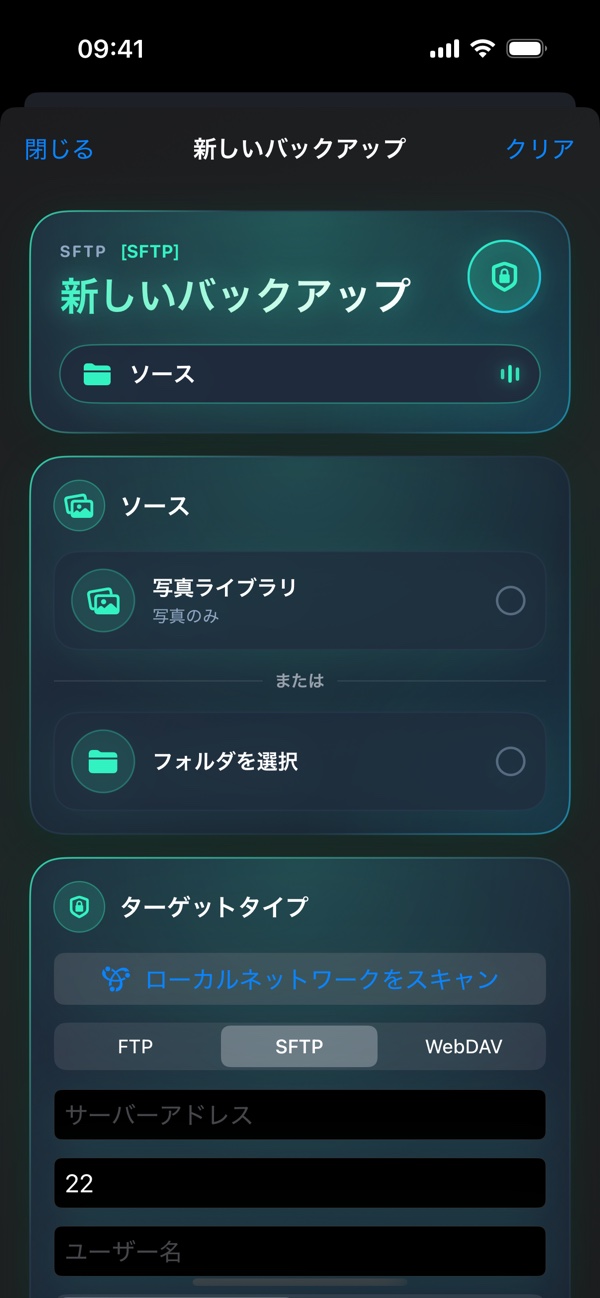 09:41
閉じる 新しいバックアップ クリア
SFTP [SFTP]
新しいバックアップ
ソース
ソース
写真ライブラリ
写真のみ
または
フォルダを選択
ターゲットタイプ
ローカルネットワークをスキャン
FTP SFTP WebDAV
サーバーアドレス
22
ユーザー名